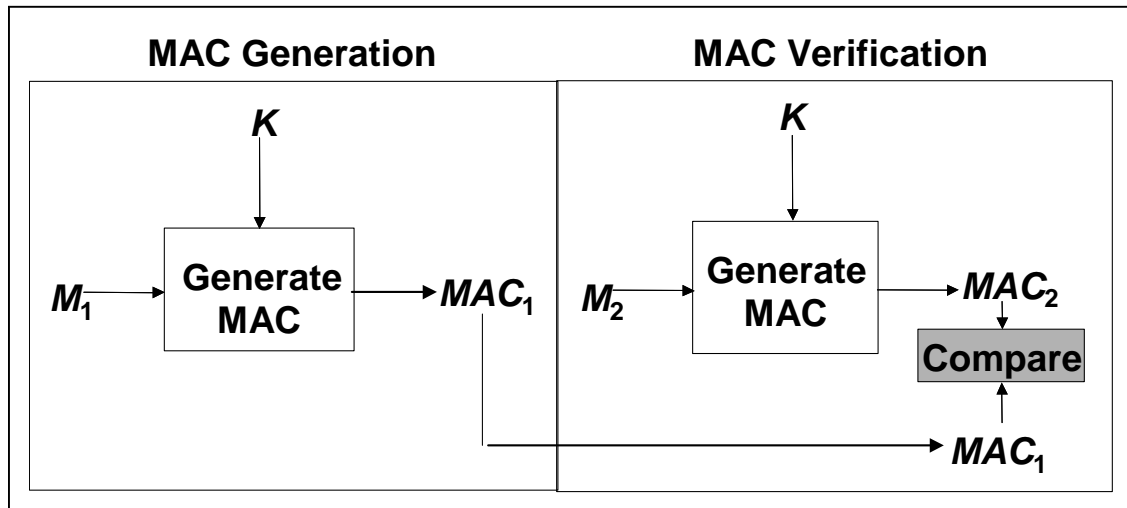 MAC Generation
K
M1
Generate
MAC
MAC1
MAC Verification
K
M2
Generate
MAC
MAC2
Compare
MAC1